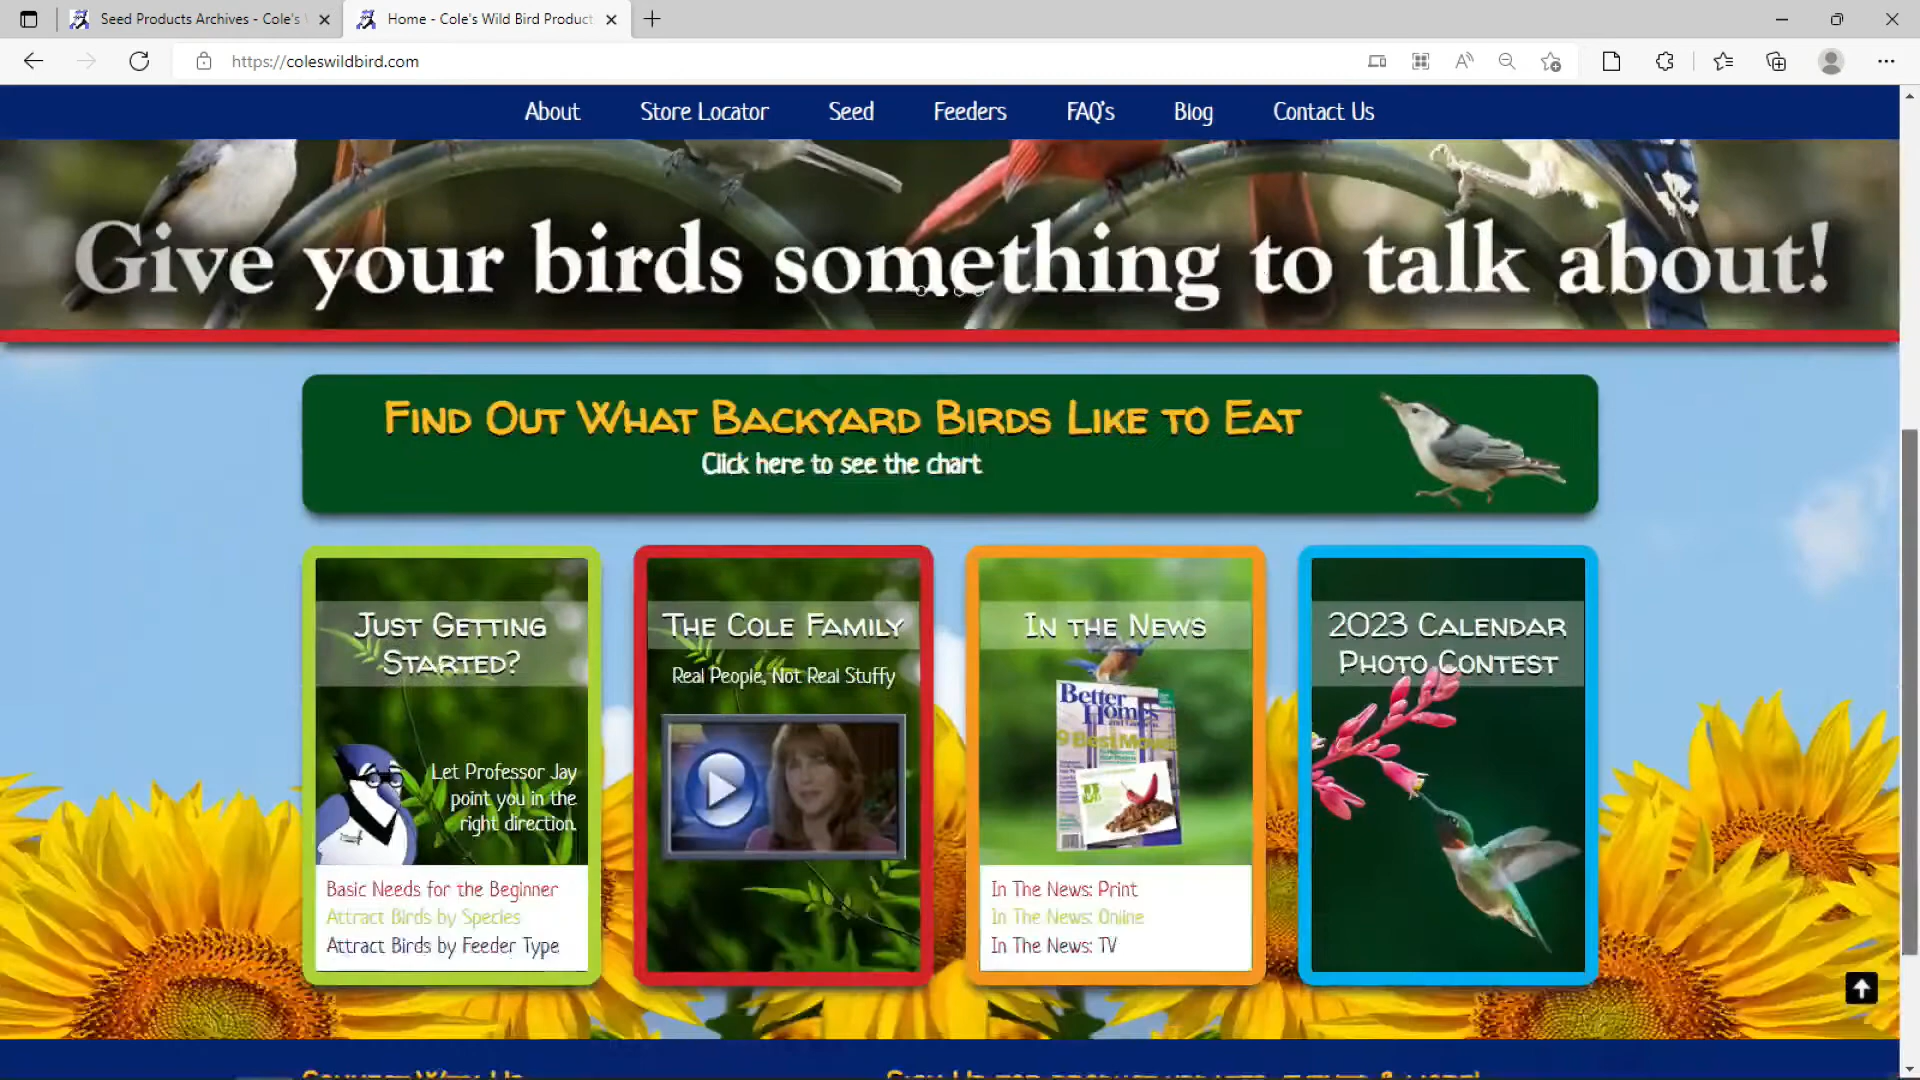 Seed Products Archives - Cole's
Home - Cole's Wild Bird Product
https://coleswildbird.com
About Store Locator Seed Feeders FAQ's Blog Contact Us
Give your birds something to talk about!
Find Out What Backyard Birds Like to Eat
Click here to see the chart
Just Getting
Started?
Let Professor Jay
point you in the
right direction.
Basic Needs for the Beginner
Attract Birds by Species
Attract Birds by Feeder Type
The Cole Family
Real People, Not Real Stuffy
In the News
Better
Homes
In The News: Print
In The News: Online
In The News: TV
2023 Calendar
Photo Contest